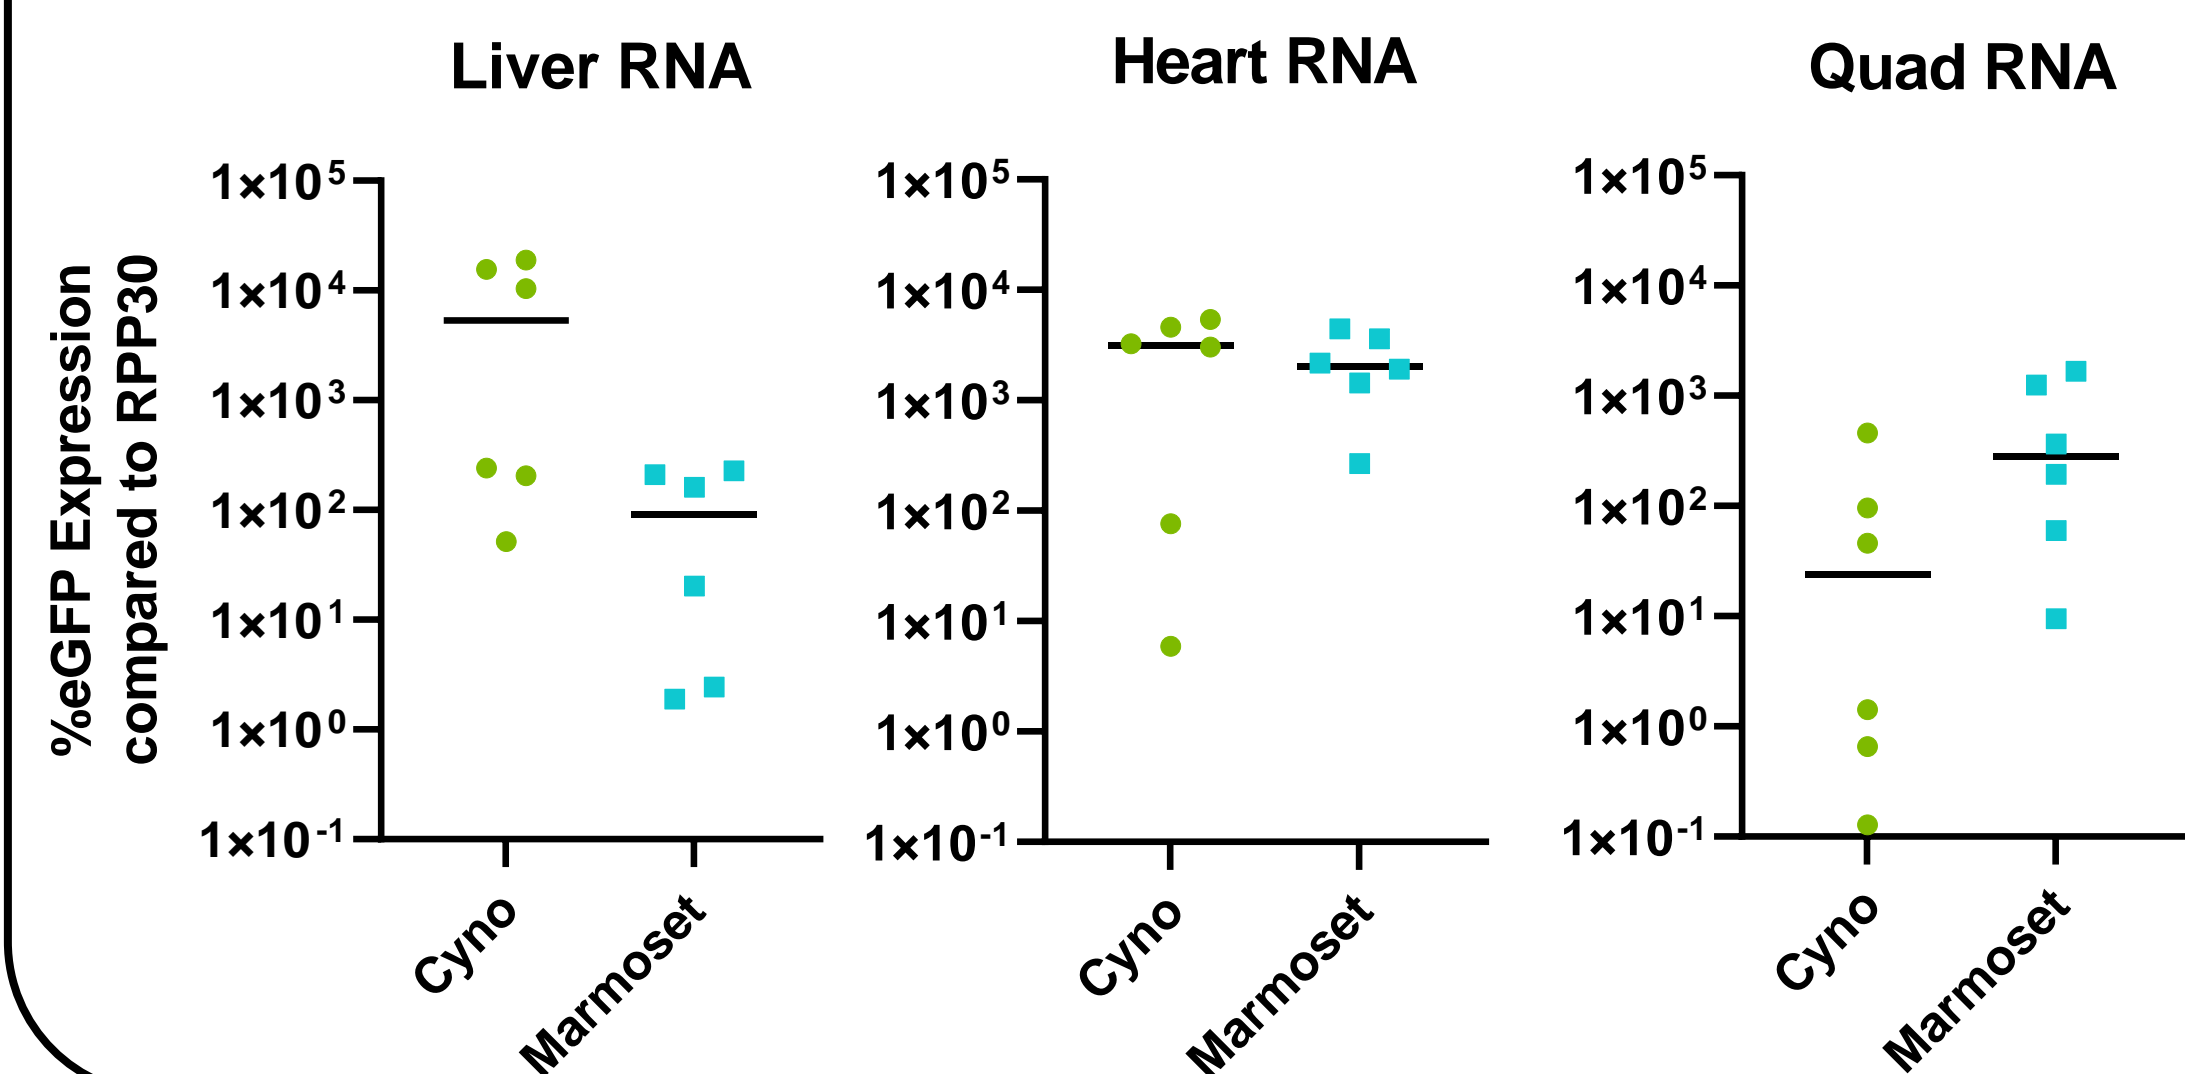 Liver RNA
Heart RNA
Quad RNA
%eGFP Expression
compared to RPP30
1×10⁵
1×10⁴
1×10³
1×10²
1×10¹
1×10⁰
1×10⁻¹
Cyno
Marmoset
1×10⁵
1×10⁴
1×10³
1×10²
1×10¹
1×10⁰
1×10⁻¹
Cyno
Marmoset
1×10⁵
1×10⁴
1×10³
1×10²
1×10¹
1×10⁰
1×10⁻¹
Cyno
Marmoset